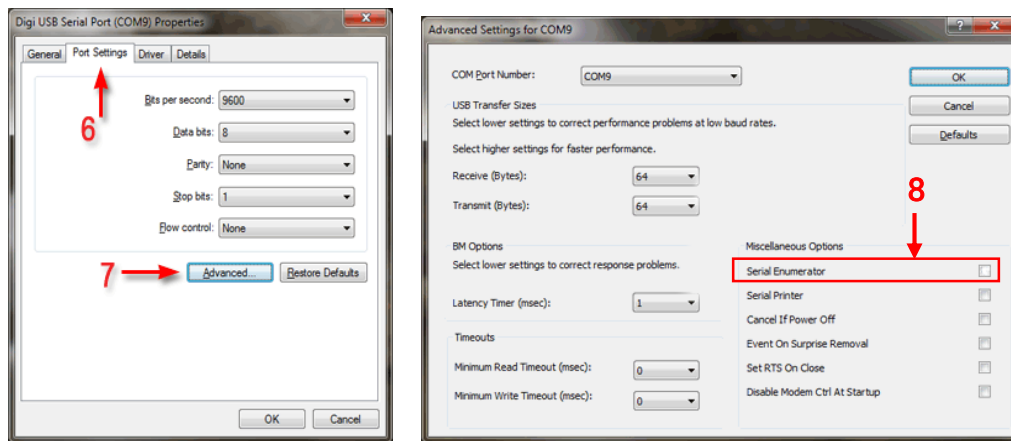 Digi USB Serial Port (COM9) Properties
General Port Settings Driver Details
6
Bits per second: 9600
Data bits: 8
Parity: None
Stop bits: 1
Flow control: None
7
Advanced... Restore Defaults
OK Cancel
Advanced Settings for COM9
COM Port Number: COM9
OK
USB Transfer Sizes
Cancel
Select lower settings to correct performance problems at low baud rates.
Defaults
Select higher settings for faster performance.
Receive (Bytes): 64
Transmit (Bytes): 64
8
BM Options
Select lower settings to correct response problems.
Latency Timer (msec): 1
Timeouts
Minimum Read Timeout (msec): 0
Minimum Write Timeout (msec): 0
Miscellaneous Options
Serial Enumerator
Serial Printer
Cancel If Power Off
Event On Surprise Removal
Set RTS On Close
Disable Modem Ctrl At Startup